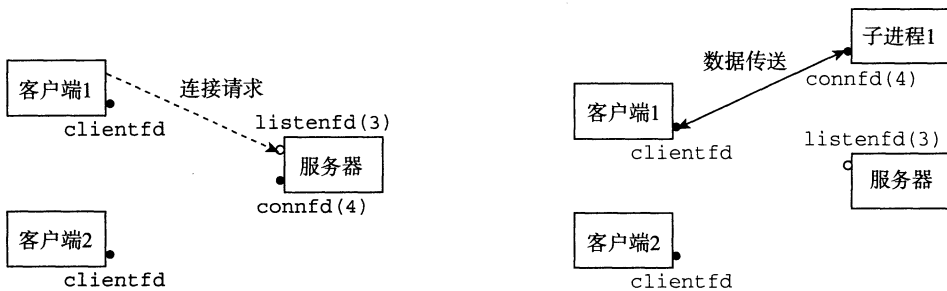 客户端1
连接请求
clientfd
listenfd(3)
服务器
connfd(4)
客户端2
clientfd
子进程1
数据传送
connfd(4)
客户端1
clientfd
listenfd(3)
服务器
客户端2
clientfd